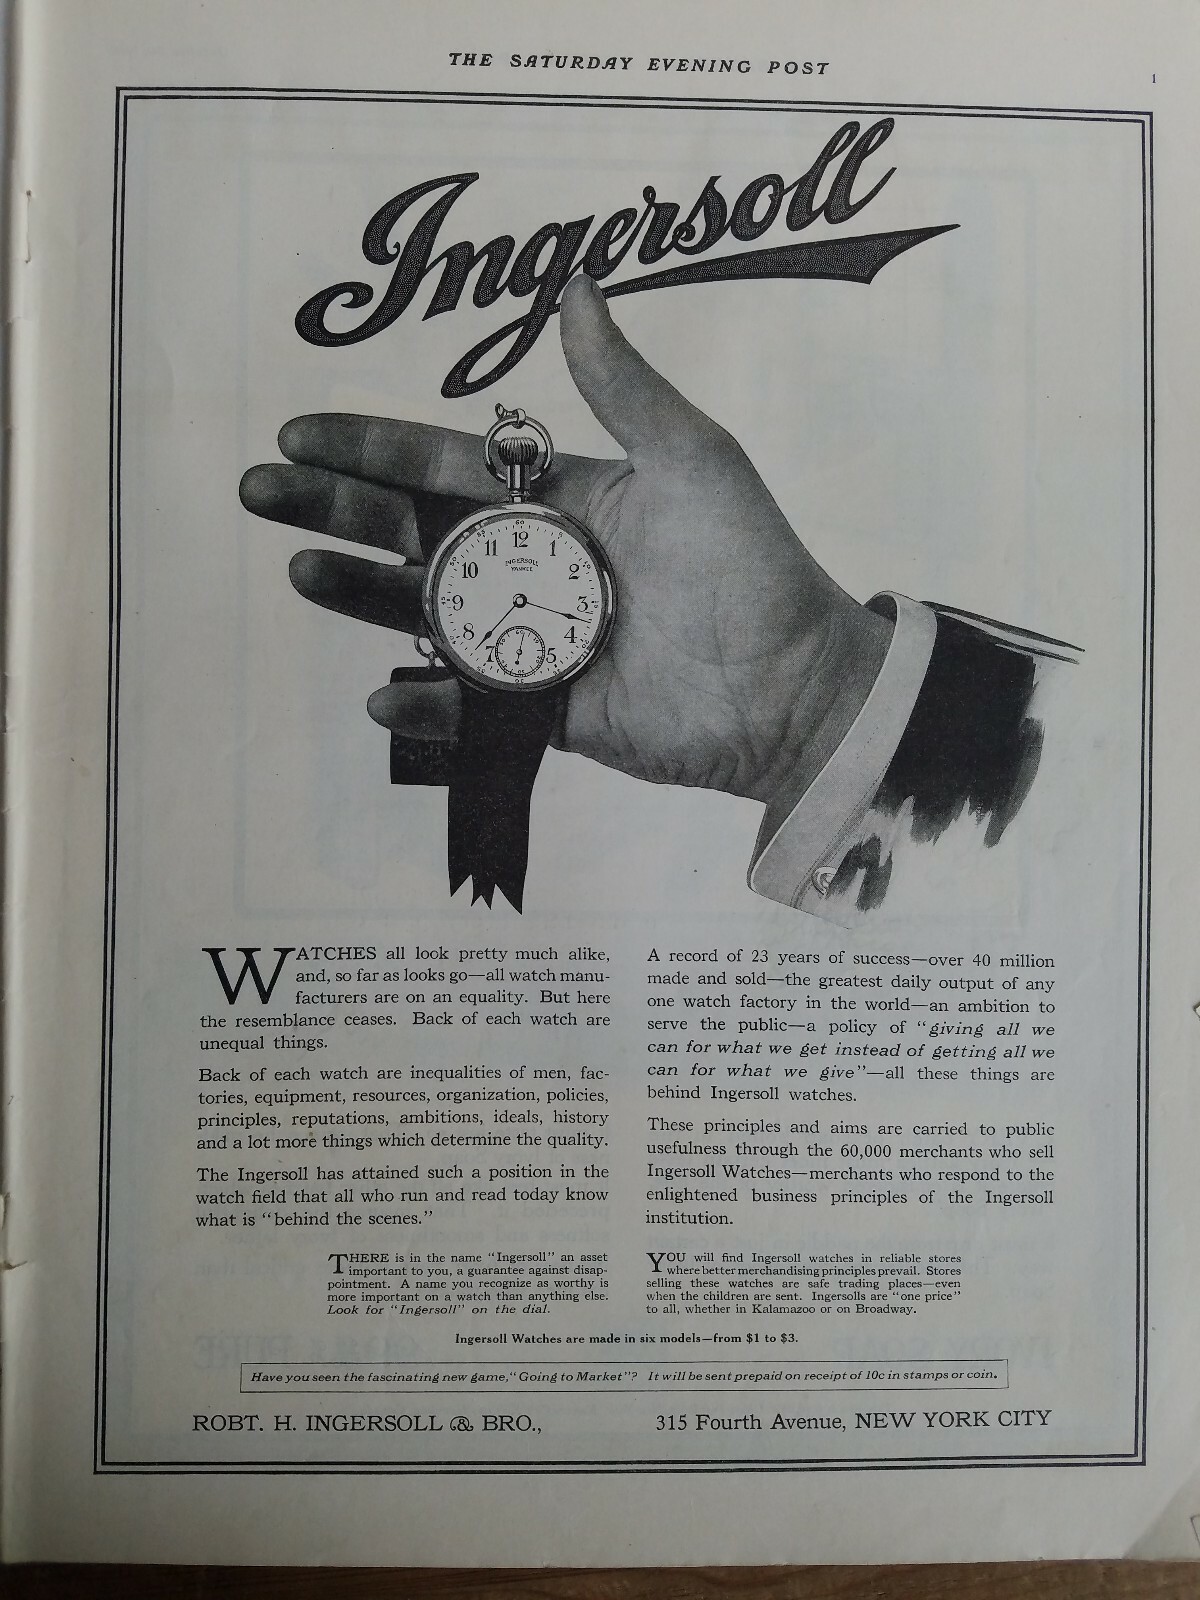 THE SATURDAY EVENING POST
1
Ingersoll
60
12
11
1
10
2
INGERSOLL
YANKEE
9
3
8
4
7
5
60
WATCHES all look pretty much alike,
and, so far as looks go—all watch manu-
facturers are on an equality. But here
the resemblance ceases. Back of each watch are
unequal things.
Back of each watch are inequalities of men, fac-
tories, equipment, resources, organization, policies,
principles, reputations, ambitions, ideals, history
and a lot more things which determine the quality.
The Ingersoll has attained such a position in the
watch field that all who run and read today know
what is "behind the scenes."
THERE is in the name "Ingersoll" an asset
important to you, a guarantee against disap-
pointment. A name you recognize as worthy is
more important on a watch than anything else.
Look for "Ingersoll" on the dial.
A record of 23 years of success—over 40 million
made and sold—the greatest daily output of any
one watch factory in the world—an ambition to
serve the public—a policy of "giving all we
can for what we get instead of getting all we
can for what we give"—all these things are
behind Ingersoll watches.
These principles and aims are carried to public
usefulness through the 60,000 merchants who sell
Ingersoll Watches—merchants who respond to the
enlightened business principles of the Ingersoll
institution.
YOU will find Ingersoll watches in reliable stores
where better merchandising principles prevail. Stores
selling these watches are safe trading places—even
when the children are sent. Ingersolls are "one price"
to all, whether in Kalamazoo or on Broadway.
Ingersoll Watches are made in six models—from $1 to $3.
Have you seen the fascinating new game, "Going to Market"? It will be sent prepaid on receipt of 10c in stamps or coin.
ROBT. H. INGERSOLL & BRO., 315 Fourth Avenue, NEW YORK CITY